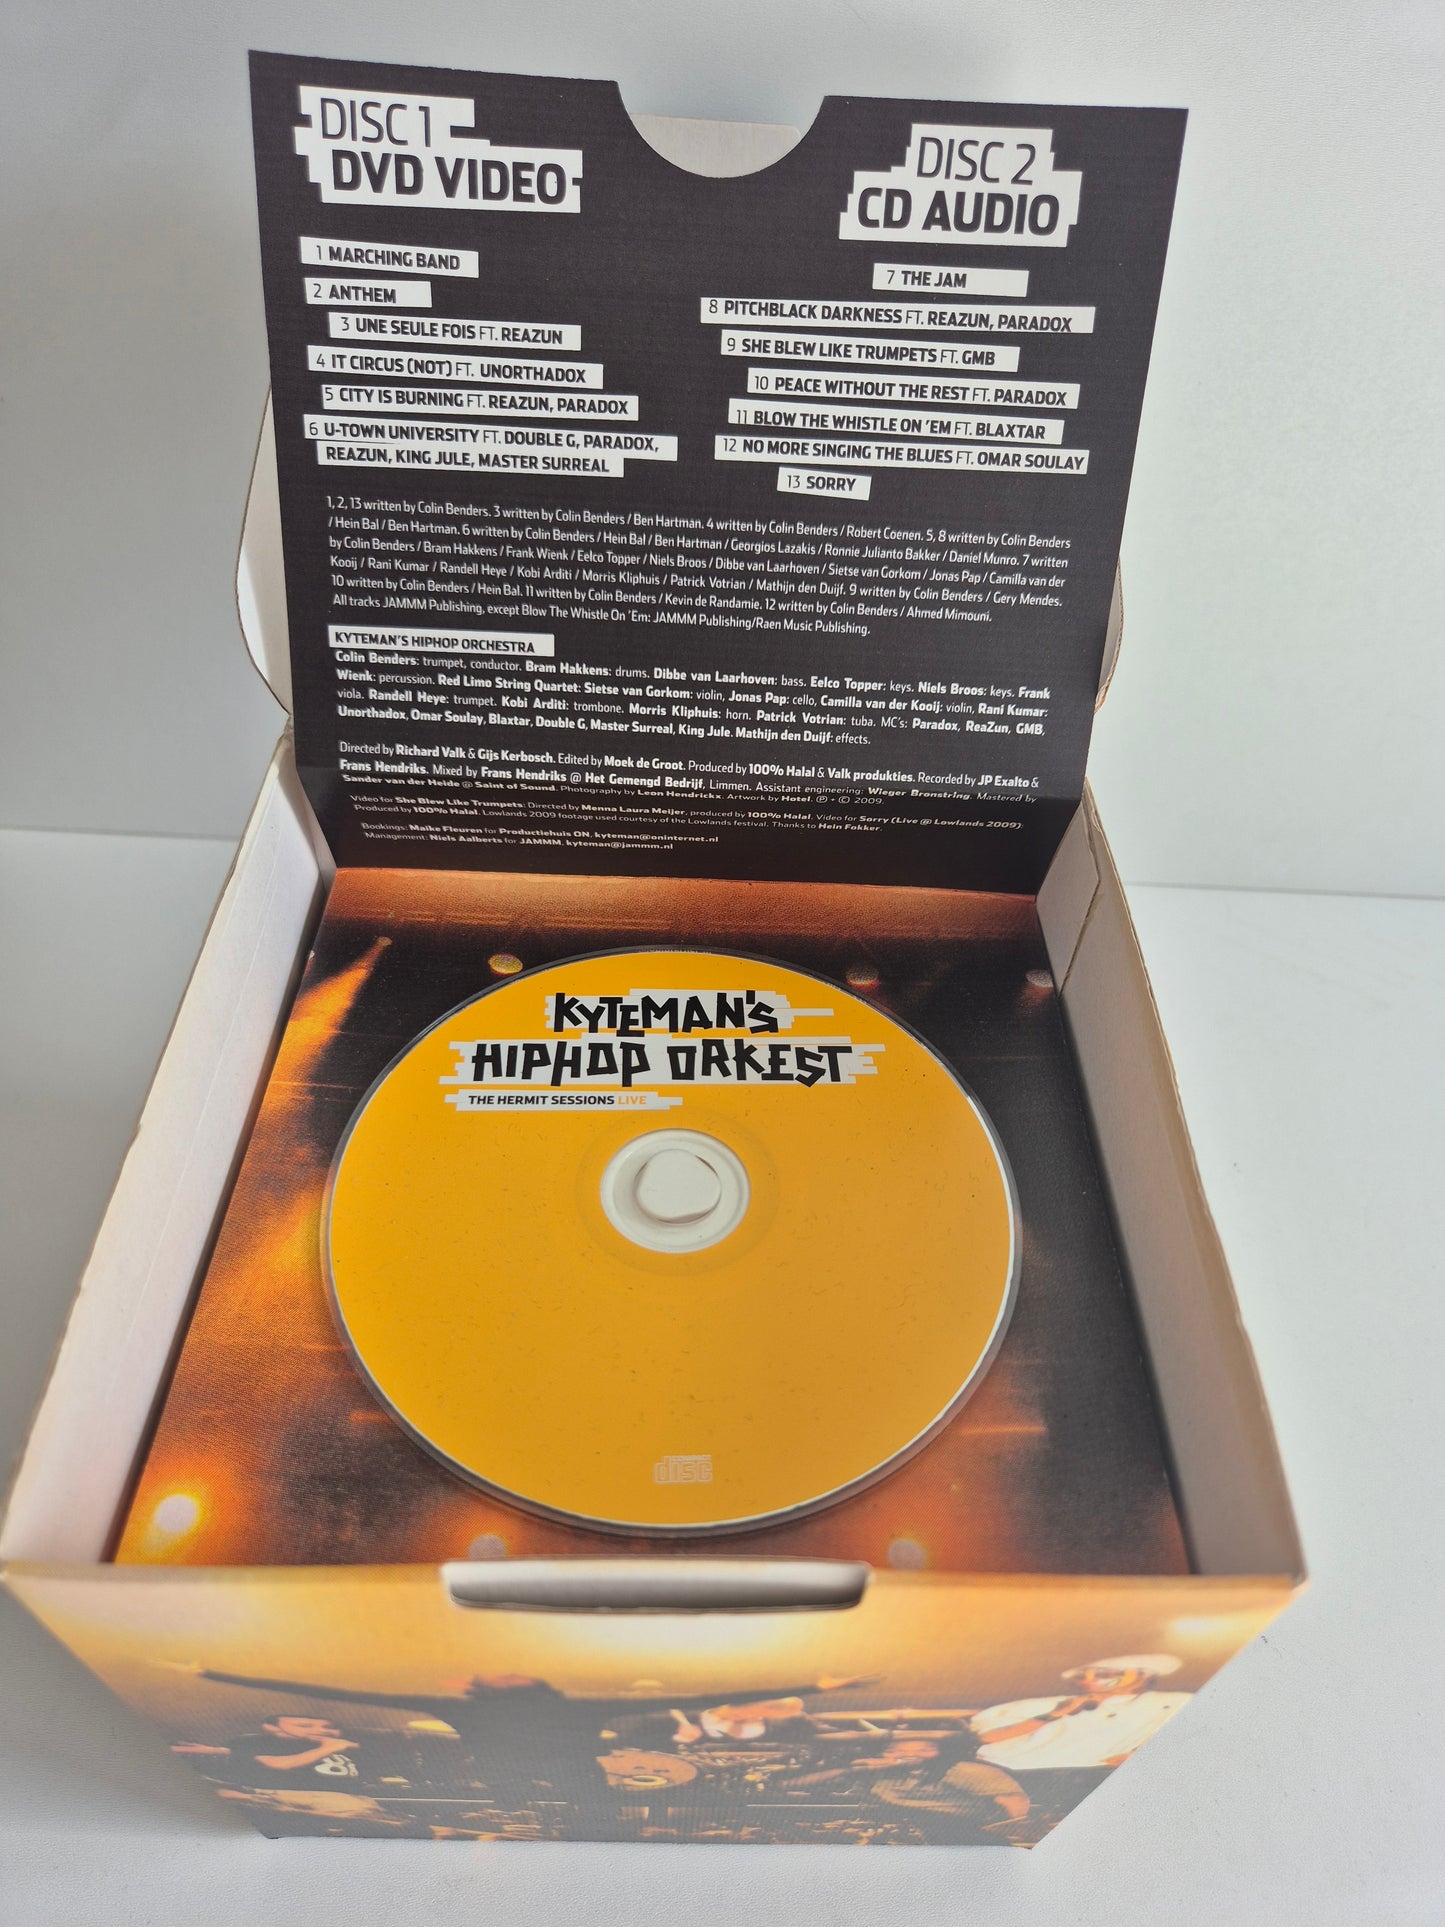 DISC 1
DVD VIDEO
1 MARCHING BAND
2 ANTHEM
3 UNE SEULE FOIS FT. REAZUN
4 IT CIRCUS (NOT) FT. UNORTHADOX
5 CITY IS BURNING FT. REAZUN, PARADOX
6 U-TOWN UNIVERSITY FT. DOUBLE G, PARADOX,
REAZUN, KING JULE, MASTER SURREAL
DISC 2
CD AUDIO
7 THE JAM
8 PITCHBLACK DARKNESS FT. REAZUN, PARADOX
9 SHE BLEW LIKE TRUMPETS FT. GMB
10 PEACE WITHOUT THE REST FT. PARADOX
11 BLOW THE WHISTLE ON 'EM FT. BLAXTAR
12 NO MORE SINGING THE BLUES FT. OMAR SOULAY
13 SORRY
1, 2, 13 written by Colin Benders. 3 written by Colin Benders / Ben Hartman. 4 written by Colin Benders / Robert Coenen. 5, 8 written by Colin Benders
/ Hein Bal / Ben Hartman. 6 written by Colin Benders / Hein Bal / Ben Hartman / Georgios Lazakis / Ronnie Julianto Bakker / Daniel Munro. 7 written
by Colin Benders / Bram Hakkens / Frank Wienk / Eelco Topper / Niels Broos / Dibbe van Laarhoven / Sietse van Gorkom / Jonas Pap / Camilla van der
Kooij / Rani Kumar / Randell Heye / Kobi Arditi / Morris Kliphuis / Patrick Votrian / Mathijn den Duijf. 9 written by Colin Benders / Gery Mendes.
10 written by Colin Benders / Hein Bal. 11 written by Colin Benders / Kevin de Randamie. 12 written by Colin Benders / Ahmed Mimouni.
All tracks JAMMM Publishing, except Blow The Whistle On 'Em: JAMMM Publishing/Raen Music Publishing.
KYTEMAN'S HIPHOP ORCHESTRA
Colin Benders: trumpet, conductor. Bram Hakkens: drums. Dibbe van Laarhoven: bass. Eelco Topper: keys. Niels Broos: keys. Frank
Wienk: percussion. Red Limo String Quartet: Sietse van Gorkom: violin, Jonas Pap: cello, Camilla van der Kooij: violin, Rani Kumar:
viola. Randell Heye: trumpet. Kobi Arditi: trombone. Morris Kliphuis: horn. Patrick Votrian: tuba. MC's: Paradox, ReaZun, GMB,
Unorthadox, Omar Soulay, Blaxtar, Double G, Master Surreal, King Jule. Mathijn den Duijf: effects.
Directed by Richard Valk & Gijs Kerbosch. Edited by Moek de Groot. Produced by 100% Halal & Valk produkties. Recorded by JP Exalto &
Frans Hendriks. Mixed by Frans Hendriks @ Het Gemengd Bedrijf, Limmen. Assistant engineering: Wieger Bronstring. Mastered by
Sander van der Heide @ Saint of Sound. Photography by Leon Hendrickx. Artwork by Hotel. ℗ + © 2009.
Video for She Blew Like Trumpets: Directed by Menna Laura Meijer, produced by 100% Halal. Video for Sorry (Live @ Lowlands 2009):
Produced by 100% Halal. Lowlands 2009 footage used courtesy of the Lowlands festival. Thanks to Hein Fokker.
Bookings: Maike Fleuren for Productiehuis ON, kyteman@oninternet.nl
Management: Niels Aalberts for JAMMM, kyteman@jammm.nl
KYTEMAN'S
HIPHOP ORKEST
THE HERMIT SESSIONS LIVE
COMPACT
disc